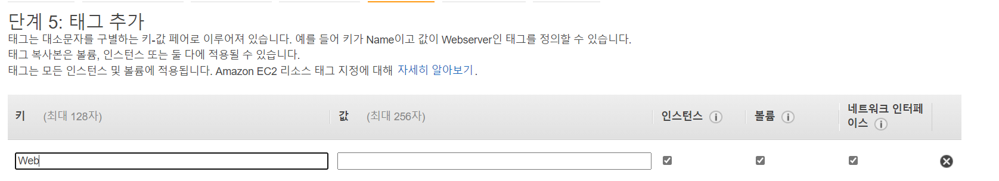 단계 5: 태그 추가
태그는 대소문자를 구별하는 키-값 페어로 이루어져 있습니다. 예를 들어 키가 Name이고 값이 Webserver인 태그를 정의할 수 있습니다.
태그 복사본은 볼륨, 인스턴스 또는 둘 다에 적용될 수 있습니다.
태그는 모든 인스턴스 및 볼륨에 적용됩니다. Amazon EC2 리소스 태그 지정에 대해 자세히 알아보기.
키 (최대 128자) 값 (최대 256자) 인스턴스 볼륨 네트워크 인터페
이스
Web